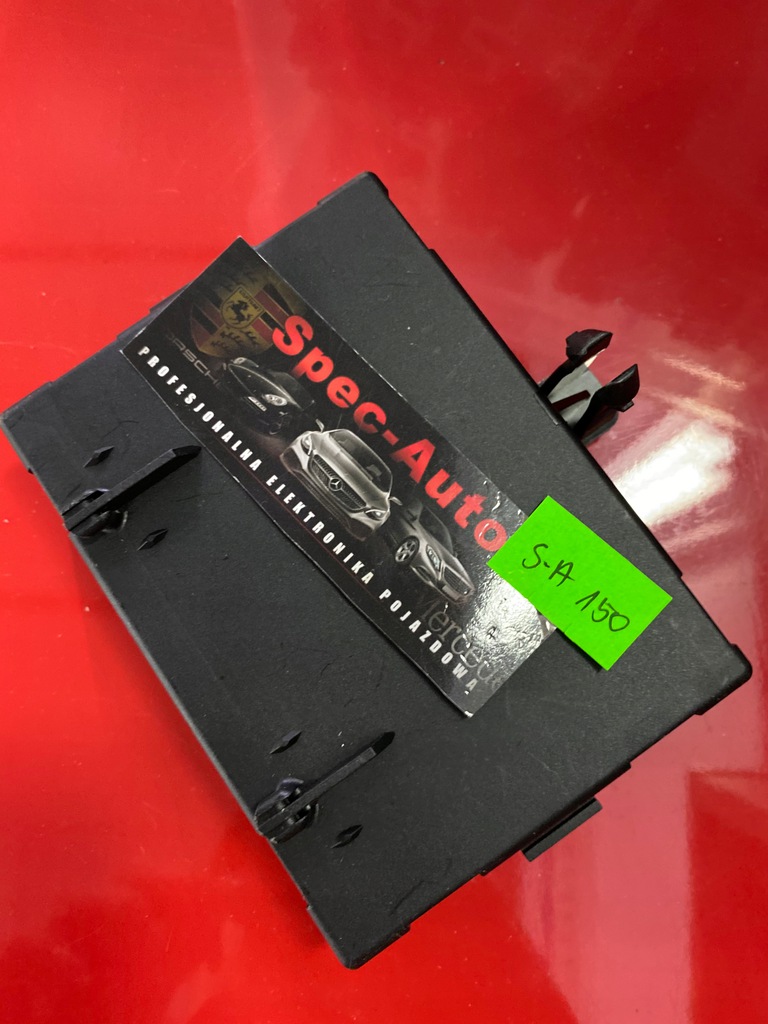 Spec-Auto
PROFESJONALNA ELEKTRONIKA POJAZDOWA
S-A 150